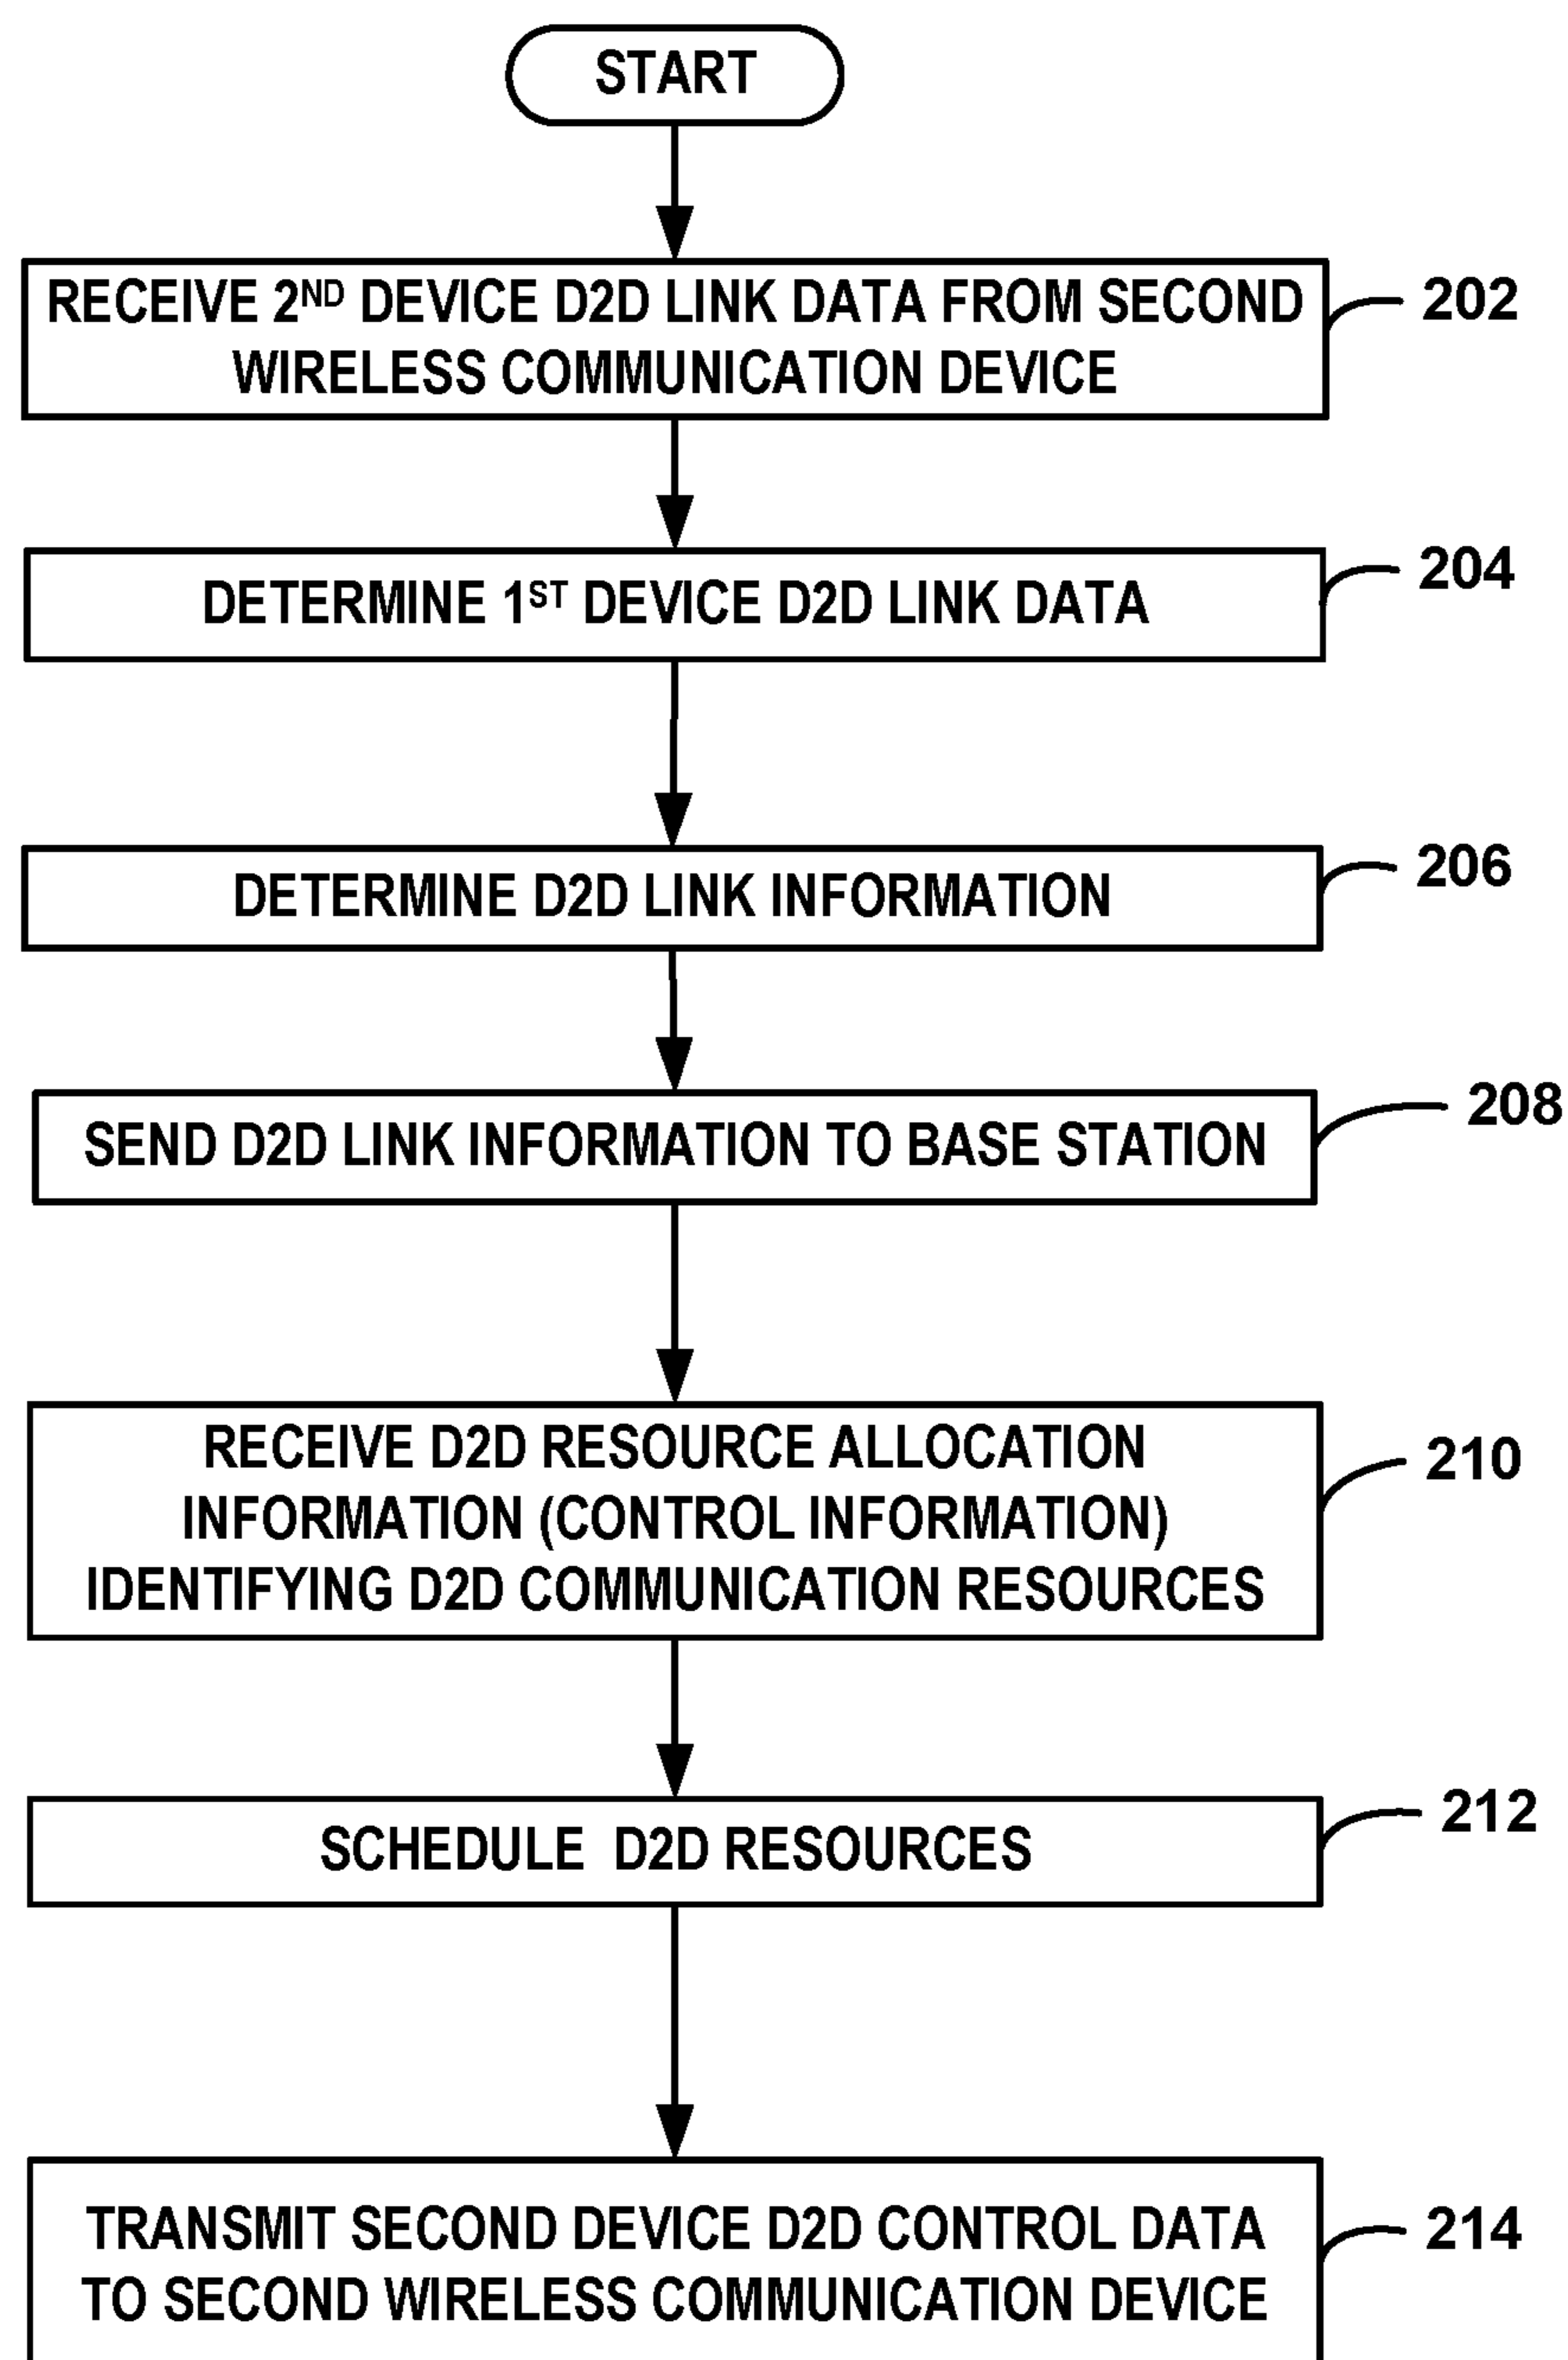 START
RECEIVE 2ND DEVICE D2D LINK DATA FROM SECOND
WIRELESS COMMUNICATION DEVICE
202
DETERMINE 1ST DEVICE D2D LINK DATA
204
DETERMINE D2D LINK INFORMATION
206
SEND D2D LINK INFORMATION TO BASE STATION
208
RECEIVE D2D RESOURCE ALLOCATION
INFORMATION (CONTROL INFORMATION)
IDENTIFYING D2D COMMUNICATION RESOURCES
210
SCHEDULE D2D RESOURCES
212
TRANSMIT SECOND DEVICE D2D CONTROL DATA
TO SECOND WIRELESS COMMUNICATION DEVICE
214